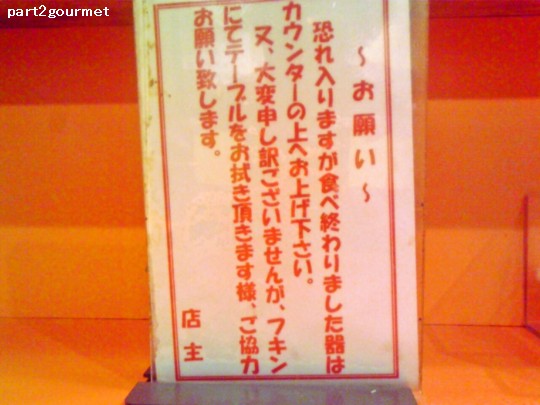 part2gourmet
～お願い～
恐れ入りますが食べ終わりました器は
カウンターの上へお上げ下さい。
又、大変申し訳ございませんが、フキン
にてテーブルをお拭き頂きます様、ご協力
お願い致します。
店主